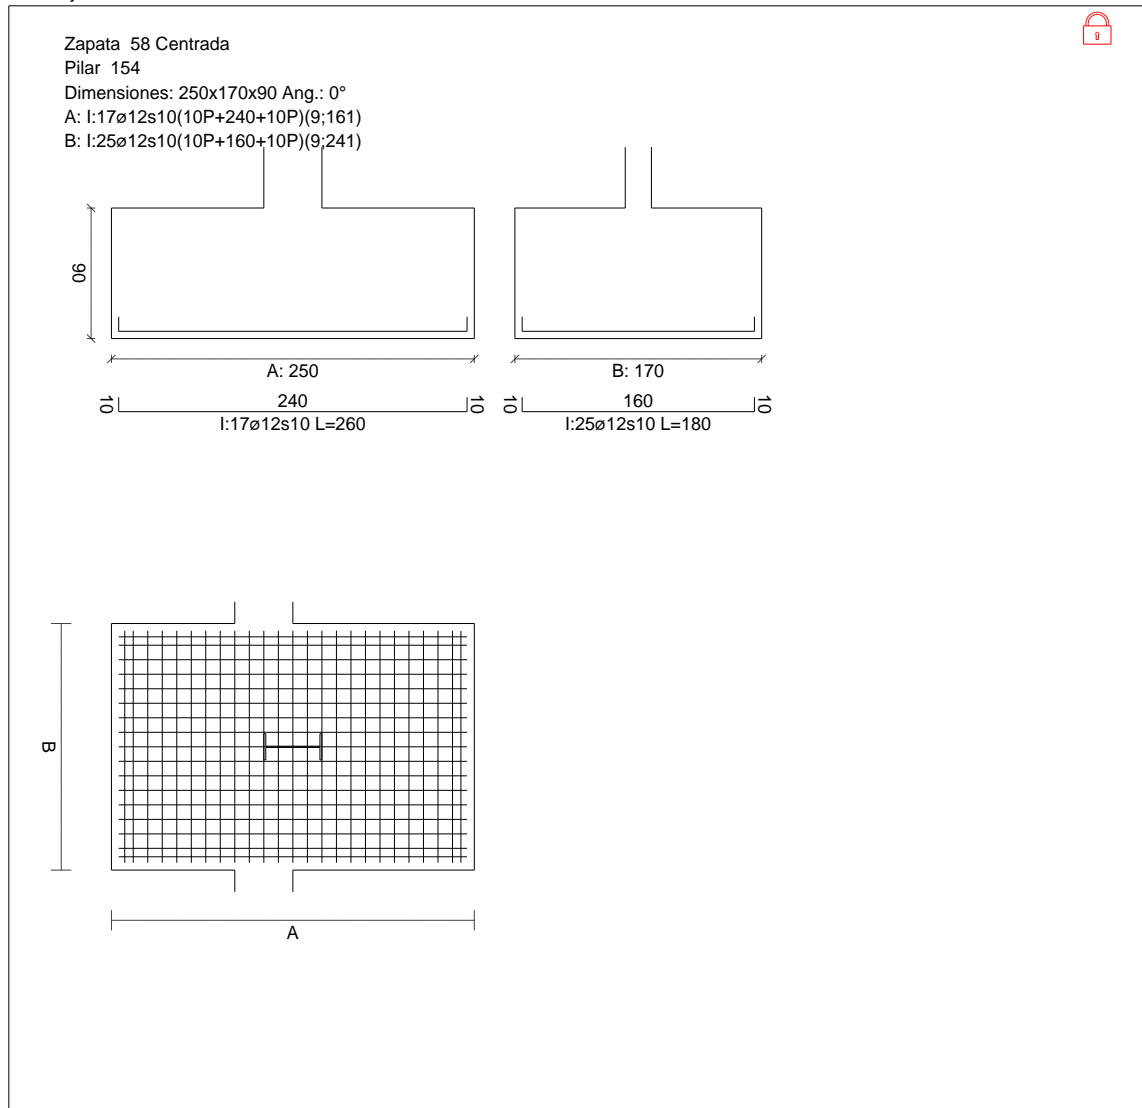 Zapata 58 Centrada
Pilar 154
Dimensiones: 250x170x90 Ang.: 0°
A: I:17ø12s10(10P+240+10P)(9;161)
B: I:25ø12s10(10P+160+10P)(9;241)
90
A: 250
B: 170
10 240 10
10 160 10
I:17ø12s10 L=260
I:25ø12s10 L=180
B
A